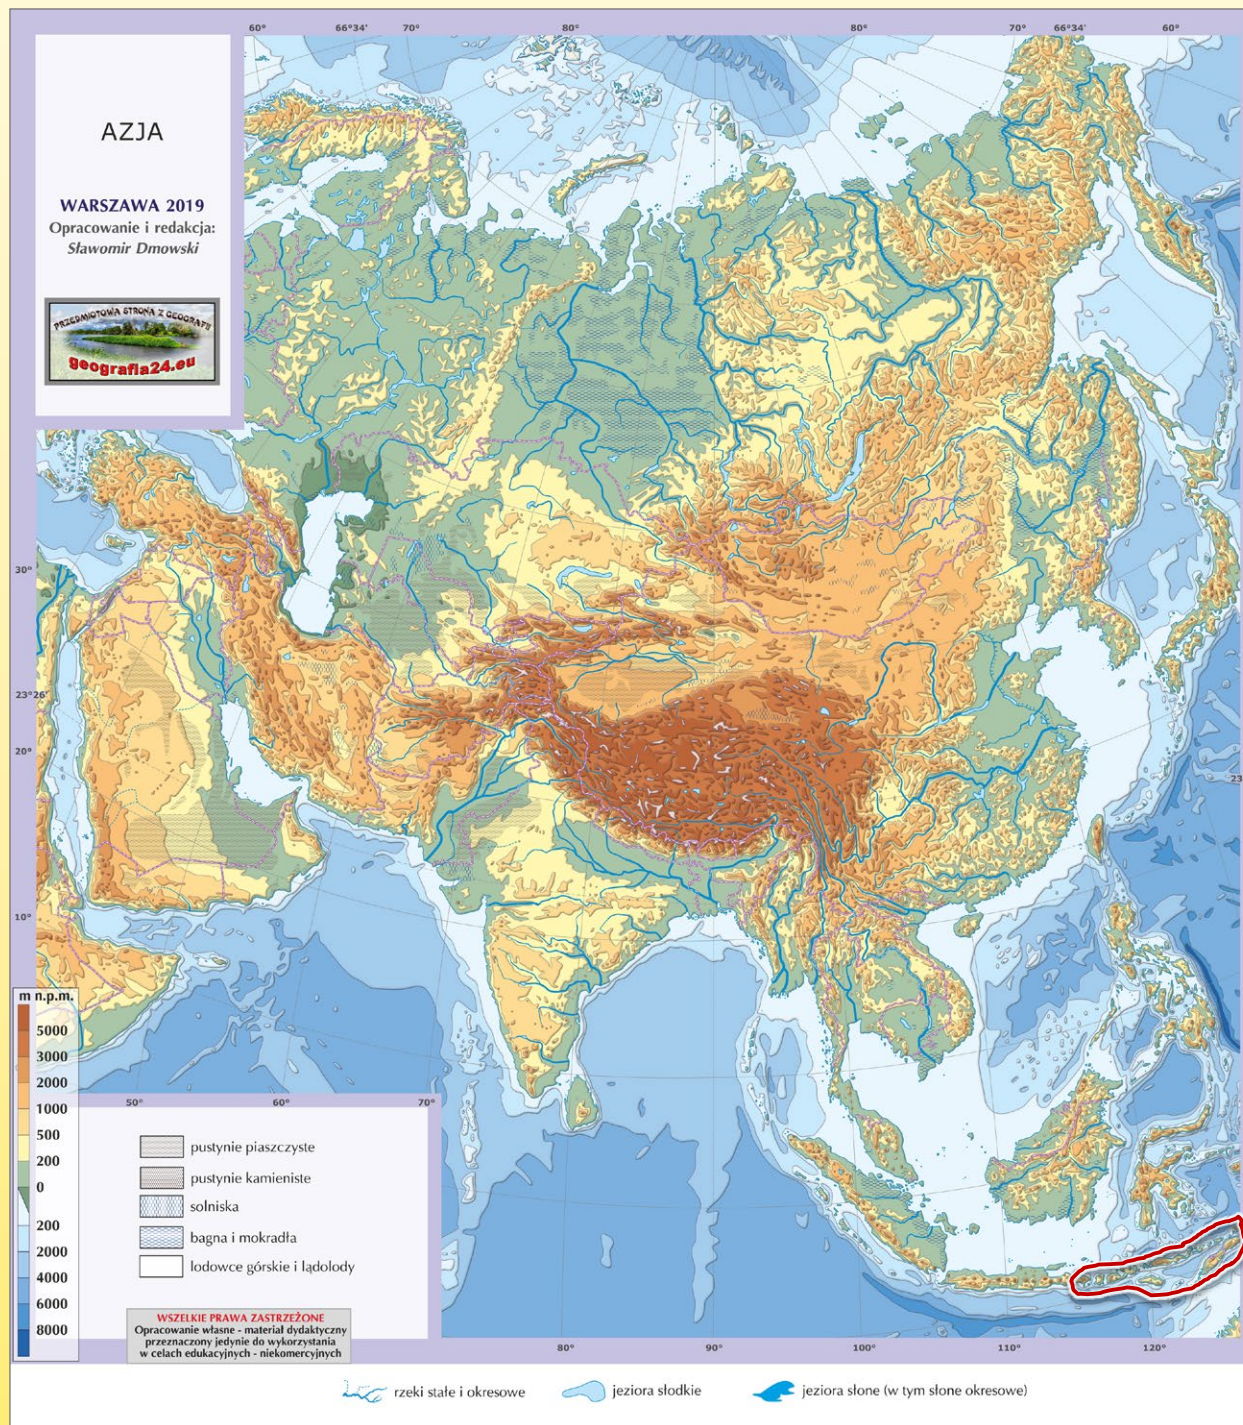 60° 66°34' 70° 80° 80° 70° 66°34' 60°
AZJA
WARSZAWA 2019
Opracowanie i redakcja:
Sławomir Dmowski
PRZEDMIOTOWA STRONA Z GEOGRAFII
geografia24.eu
30°
23°26'
20°
23
10°
m n.p.m.
5000
3000
2000
1000
500
200
0
200
2000
4000
6000
8000
50° 60° 70°
pustynie piaszczyste
pustynie kamieniste
solniska
bagna i mokradła
lodowce górskie i lądolody
WSZELKIE PRAWA ZASTRZEŻONE
Opracowanie własne - materiał dydaktyczny
przeznaczony jedynie do wykorzystania
w celach edukacyjnych - niekomercyjnych
80° 90° 100° 110° 120°
90°
rzeki stałe i okresowe jeziora słodkie jeziora słone (w tym słone okresowe)